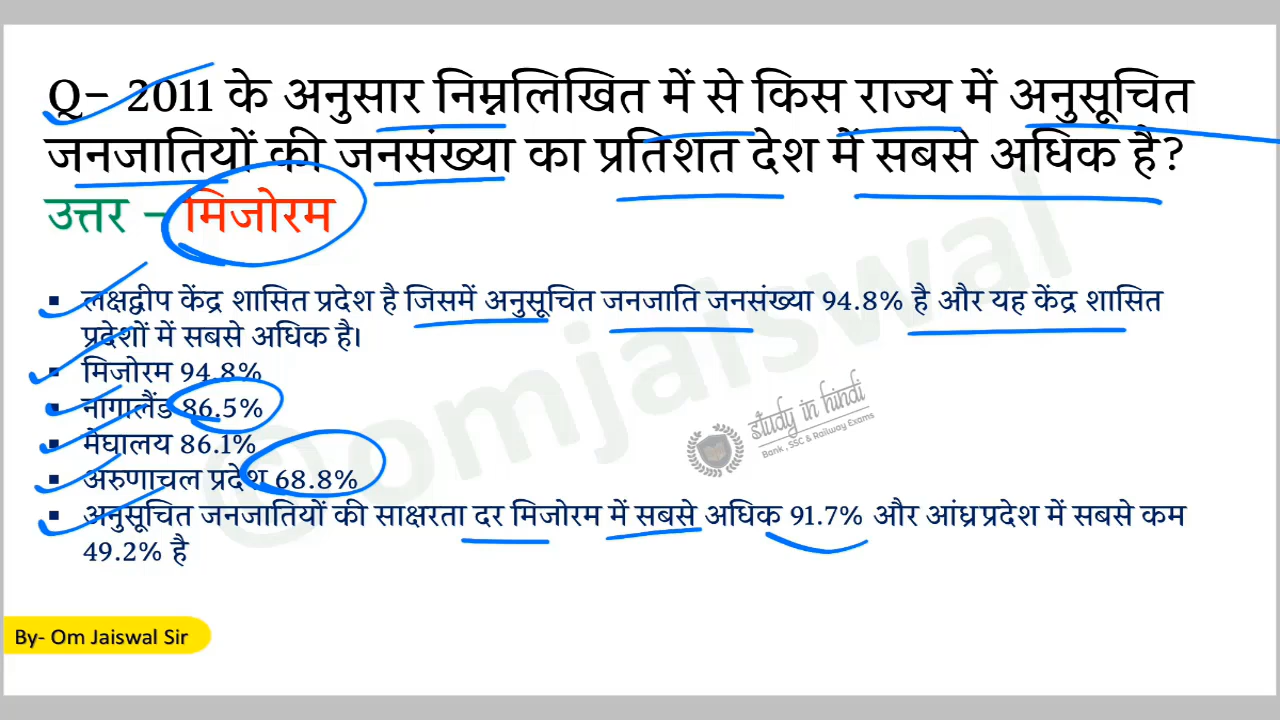 Q- 2011 के अनुसार निम्नलिखित में से किस राज्य में अनुसूचित
जनजातियों की जनसंख्या का प्रतिशत देश में सबसे अधिक है?
उत्तर - मिजोरम
▪ लक्षद्वीप केंद्र शासित प्रदेश है जिसमें अनुसूचित जनजाति जनसंख्या 94.8% है और यह केंद्र शासित
प्रदेशों में सबसे अधिक है।
▪ मिजोरम 94.8%
▪ नागालैंड 86.5%
▪ मेघालय 86.1%
▪ अरुणाचल प्रदेश 68.8%
▪ अनुसूचित जनजातियों की साक्षरता दर मिजोरम में सबसे अधिक 91.7% और आंध्रप्रदेश में सबसे कम
49.2% है
@omjaiswal
study in hindi
Bank, SSC & Railway Exams
By- Om Jaiswal Sir